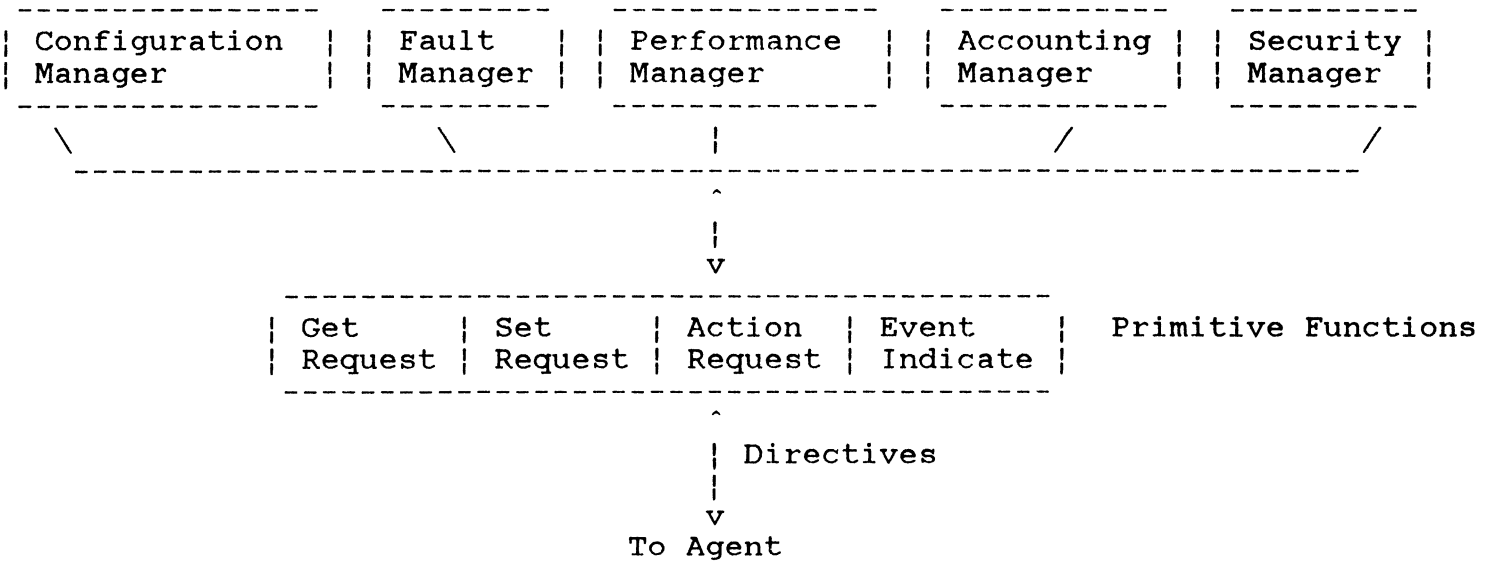 Configuration Manager
Fault Manager
Performance Manager
Accounting Manager
Security Manager
Get Request
Set Request
Action Request
Event Indicate
Primitive Functions
Directives
To Agent